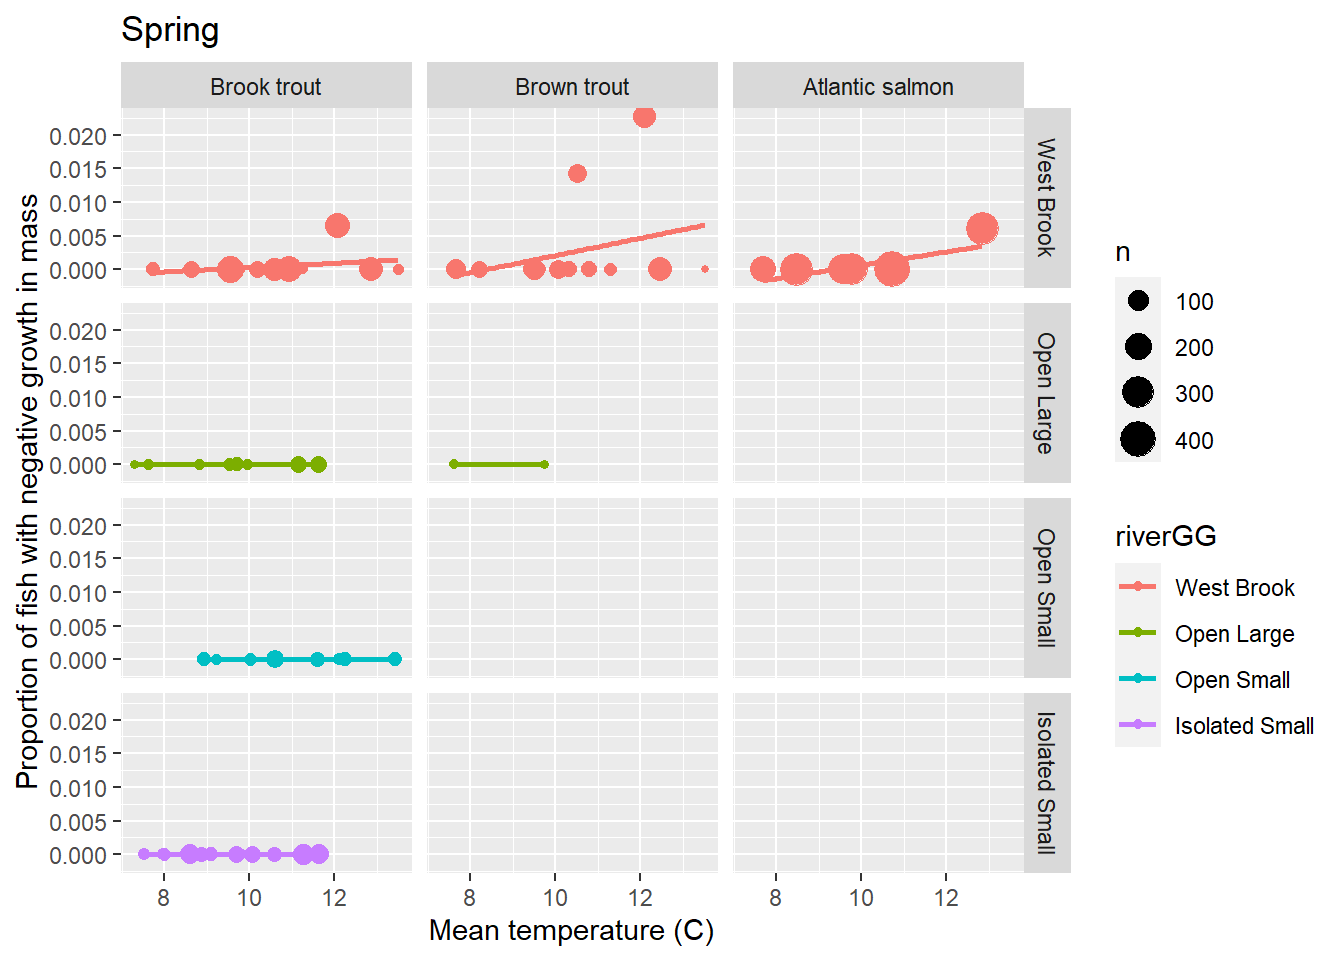 Spring
Brook trout
Brown trout
Atlantic salmon
Proportion of fish with negative growth in mass
0.020
0.015
0.010
0.005
0.000
West Brook
0.020
0.015
0.010
0.005
0.000
Open Large
0.020
0.015
0.010
0.005
0.000
Open Small
0.020
0.015
0.010
0.005
0.000
Isolated Small
8 10 12
8 10 12
8 10 12
Mean temperature (C)
n
100
200
300
400
riverGG
West Brook
Open Large
Open Small
Isolated Small